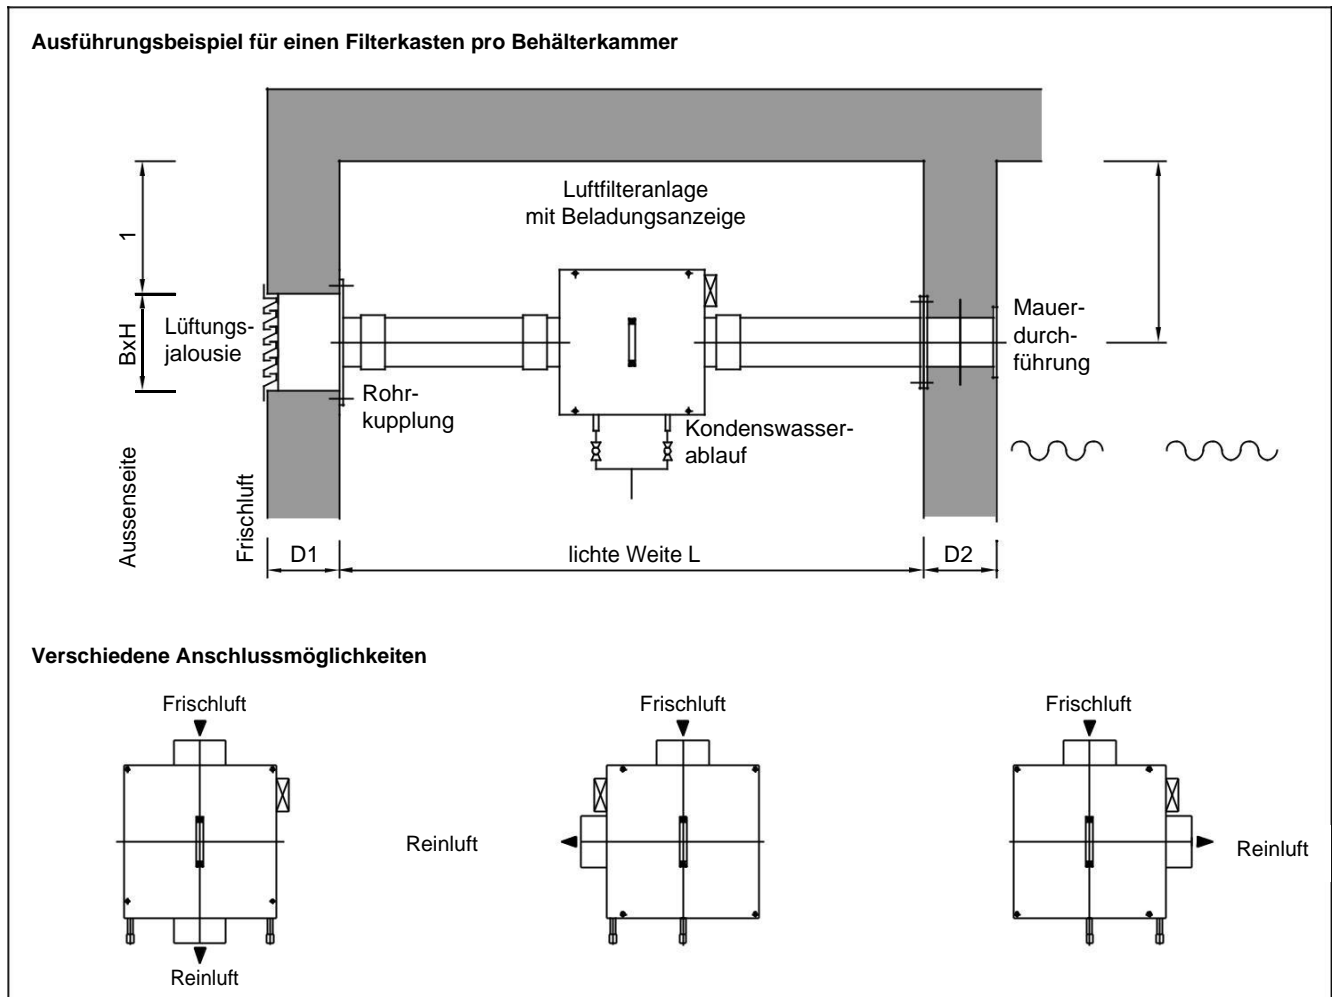 Ausführungsbeispiel für einen Filterkasten pro Behälterkammer
Luftfilteranlage
mit Beladungsanzeige
1
BxH
Lüftungs-
jalousie
Mauer-
durch-
führung
Rohr-
kupplung
Kondenswasser-
ablauf
Aussenseite
Frischluft
D1
lichte Weite L
D2
Verschiedene Anschlussmöglichkeiten
Frischluft
Frischluft
Frischluft
Reinluft
Reinluft
Reinluft